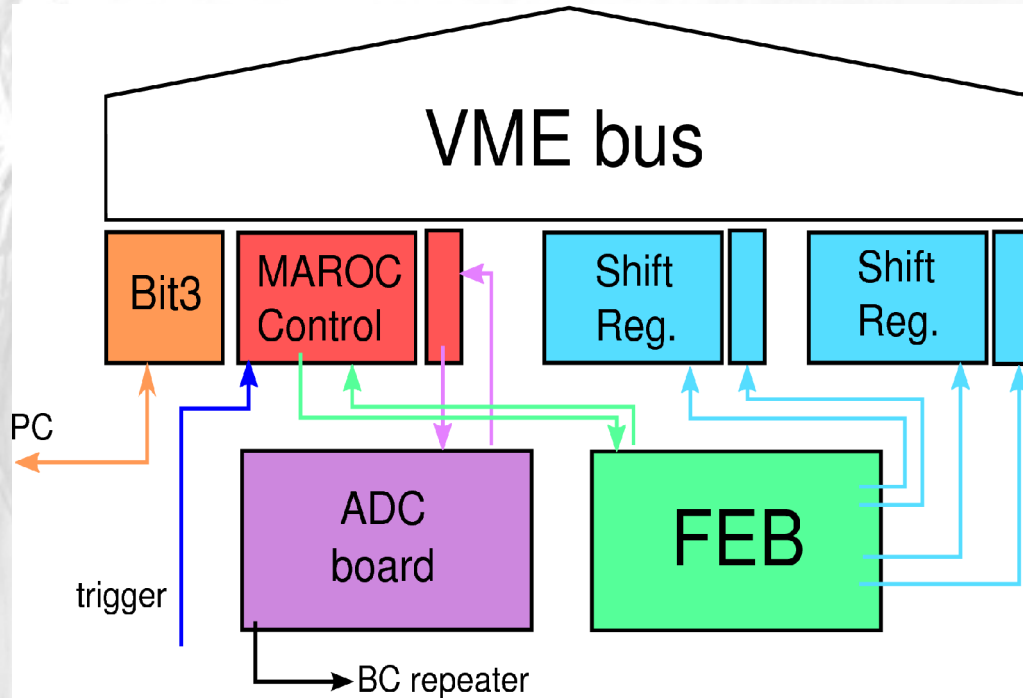 VME bus
Bit3
MAROC
Control
Shift
Reg.
Shift
Reg.
PC
ADC
board
FEB
trigger
BC repeater